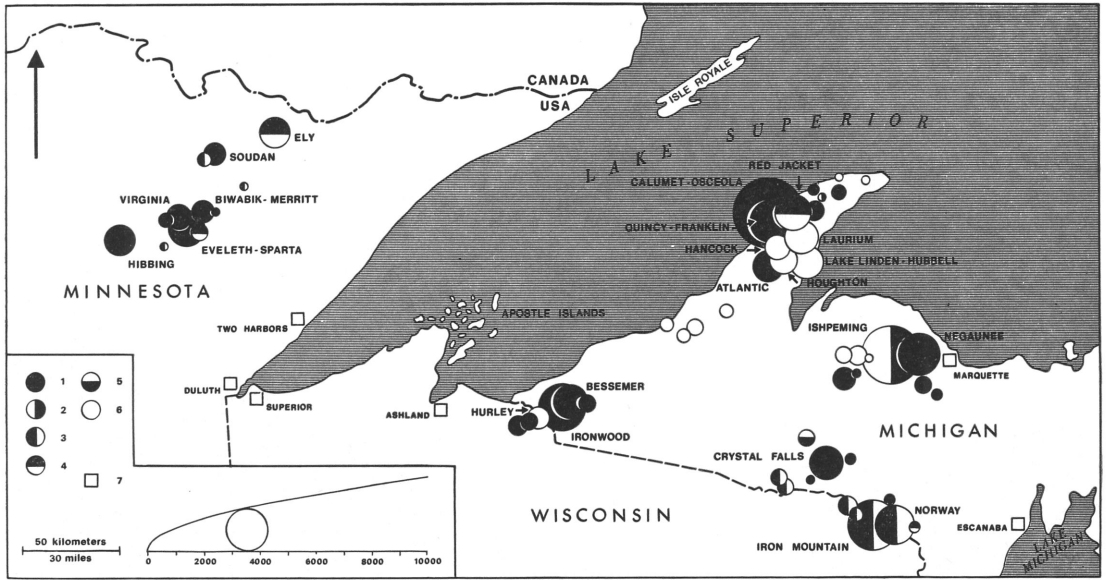 CANADA
USA
ISLE ROYALE
LAKE SUPERIOR
ELY
SOUDAN
RED JACKET
CALUMET-OSCEOLA
VIRGINIA
BIWABIK-MERRITT
QUINCY-FRANKLIN
LAURIUM
EVELETH-SPARTA
HANCOCK
LAKE LINDEN-HUBBELL
HIBBING
HOUGHTON
ATLANTIC
MINNESOTA
APOSTLE ISLANDS
TWO HARBORS
ISHPEMING
NEGAUNEE
MARQUETTE
DULUTH
SUPERIOR
BESSEMER
ASHLAND
HURLEY
IRONWOOD
MICHIGAN
CRYSTAL FALLS
WISCONSIN
NORWAY
ESCANABA
IRON MOUNTAIN
LAKE
MICHIGAN
1 5
2 6
3
4
7
50 kilometers
30 miles
0 2000 4000 6000 8000 10000